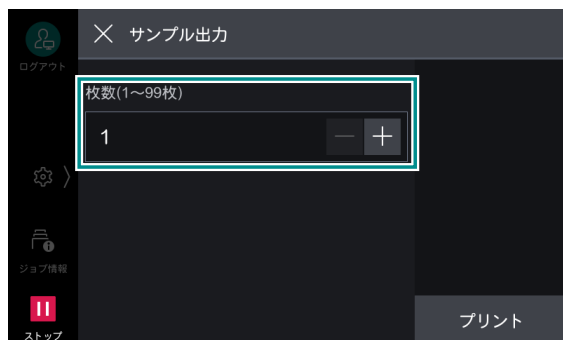 サンプル出力
ログアウト
枚数(1～99枚)
1
ジョブ情報
プリント
ストップ